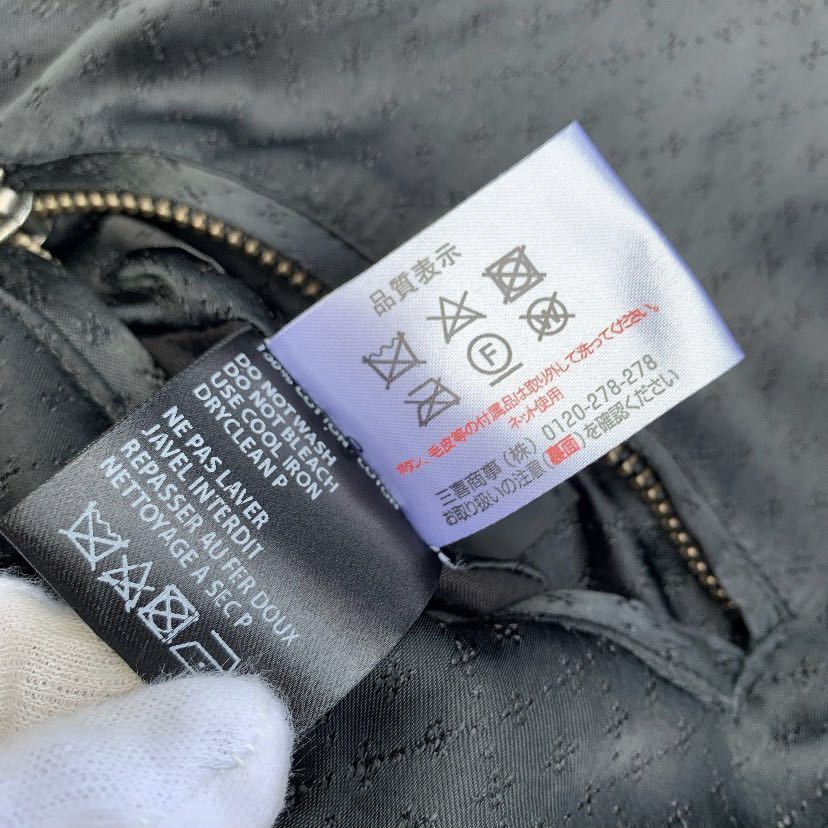 品質表示
F
W
ボタン、毛皮等の付属品は取り外して洗ってください。
ネット使用
三喜商事（株）0120-278-278
お取り扱いの注意(裏面)を確認ください
100% COTTON
DO NOT WASH
DO NOT BLEACH
USE COOL IRON
DRYCLEAN P
NE PAS LAVER
JAVEL INTERDIT
REPASSER AU FER DOUX
NETTOYAGE A SEC P